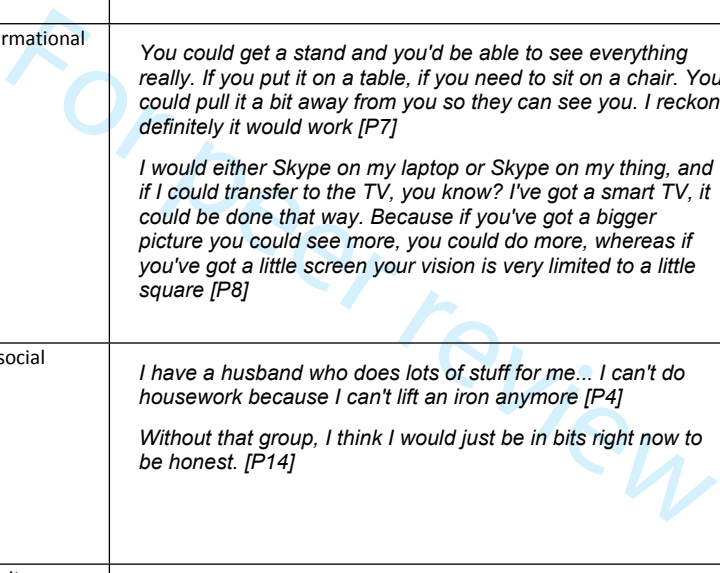 rmational
You could get a stand and you'd be able to see everything
really. If you put it on a table, if you need to sit on a chair. You
could pull it a bit away from you so they can see you. I reckon
definitely it would work [P7]
I would either Skype on my laptop or Skype on my thing, and
if I could transfer to the TV, you know? I've got a smart TV, it
could be done that way. Because if you've got a bigger
picture you could see more, you could do more, whereas if
you've got a little screen your vision is very limited to a little
square [P8]
social
I have a husband who does lots of stuff for me... I can't do
housework because I can't lift an iron anymore [P4]
Without that group, I think I would just be in bits right now to
be honest. [P14]
For peer review